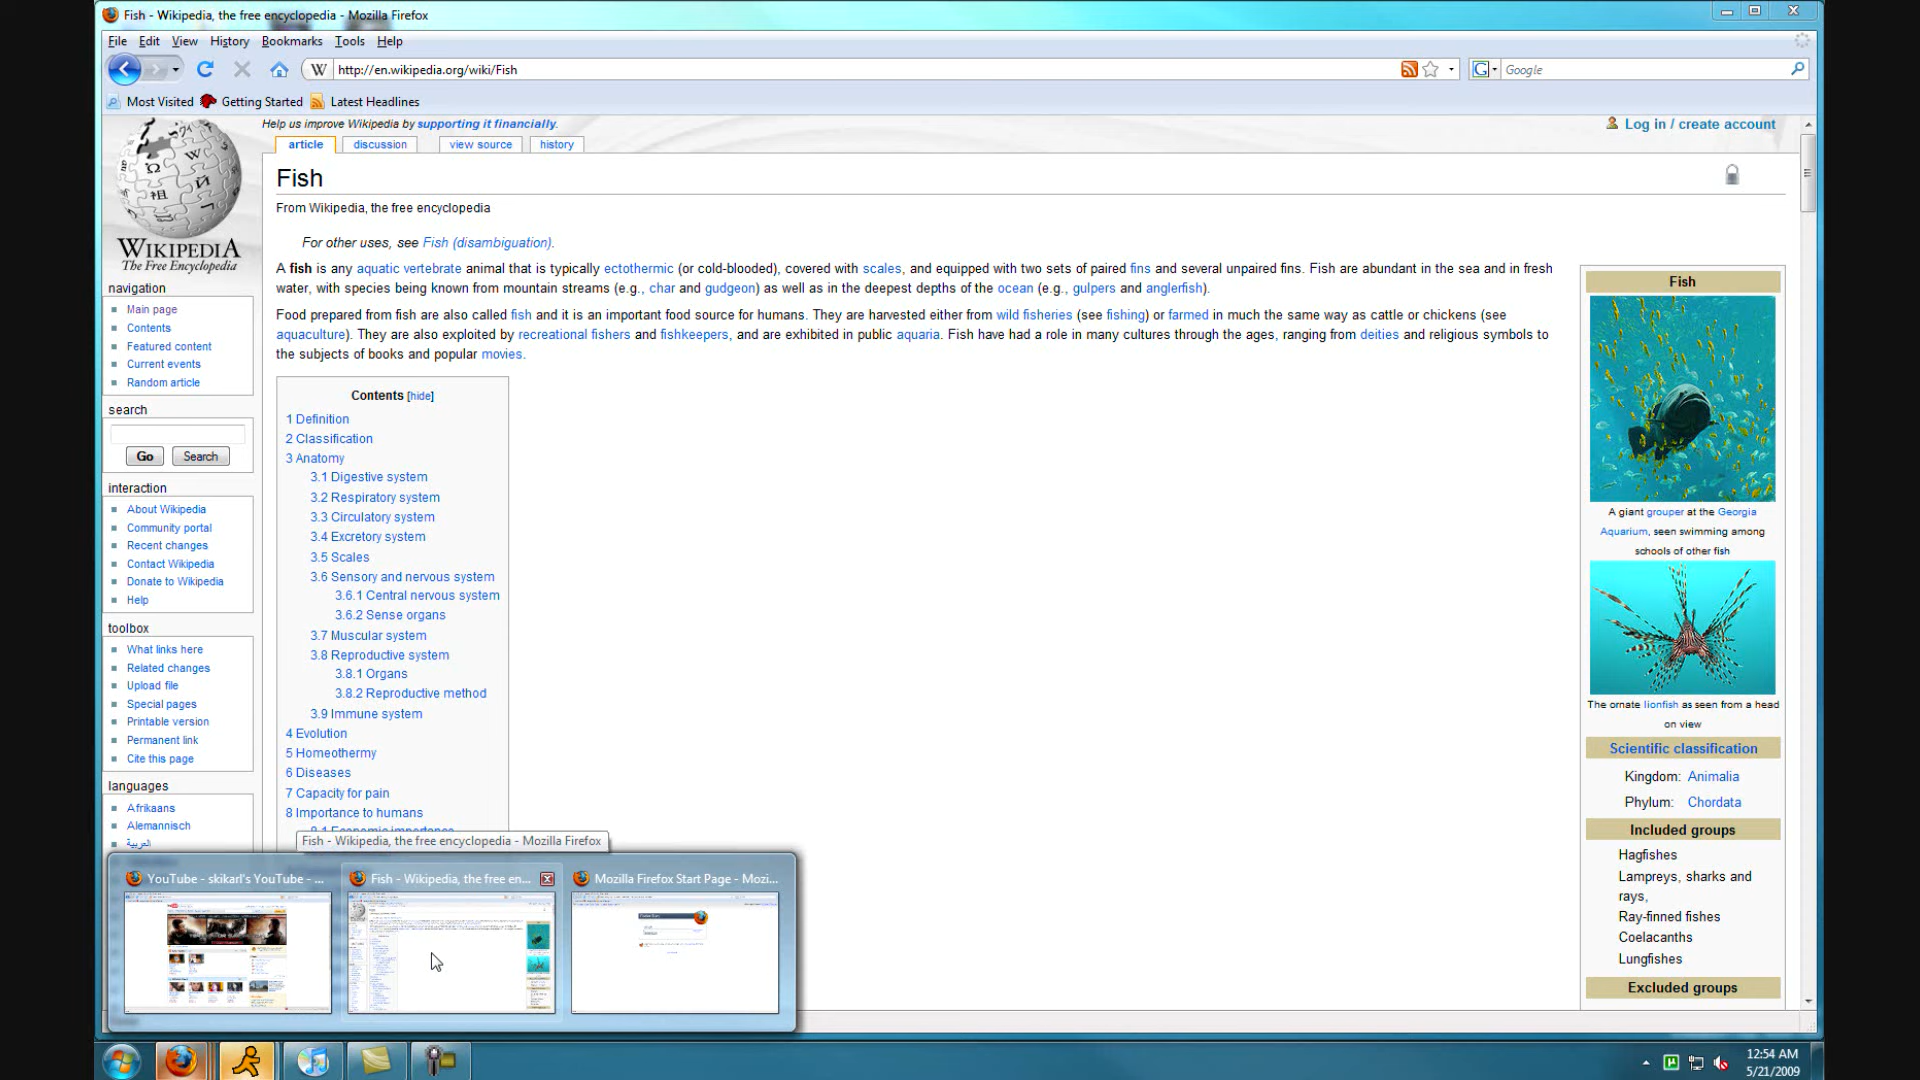 Fish - Wikipedia, the free encyclopedia - Mozilla Firefox
File Edit View History Bookmarks Tools Help
http://en.wikipedia.org/wiki/Fish
Google
Most Visited Getting Started Latest Headlines
Help us improve Wikipedia by supporting it financially.
Log in / create account
article discussion view source history
WIKIPEDIA
The Free Encyclopedia
navigation
Main page
Contents
Featured content
Current events
Random article
search
Go Search
interaction
About Wikipedia
Community portal
Recent changes
Contact Wikipedia
Donate to Wikipedia
Help
toolbox
What links here
Related changes
Upload file
Special pages
Printable version
Permanent link
Cite this page
languages
Afrikaans
Alemannisch
العربية
Fish
From Wikipedia, the free encyclopedia
For other uses, see Fish (disambiguation).
A fish is any aquatic vertebrate animal that is typically ectothermic (or cold-blooded), covered with scales, and equipped with two sets of paired fins and several unpaired fins. Fish are abundant in the sea and in fresh
water, with species being known from mountain streams (e.g., char and gudgeon) as well as in the deepest depths of the ocean (e.g., gulpers and anglerfish).
Food prepared from fish are also called fish and it is an important food source for humans. They are harvested either from wild fisheries (see fishing) or farmed in much the same way as cattle or chickens (see
aquaculture). They are also exploited by recreational fishers and fishkeepers, and are exhibited in public aquaria. Fish have had a role in many cultures through the ages, ranging from deities and religious symbols to
the subjects of books and popular movies.
Contents [hide]
1 Definition
2 Classification
3 Anatomy
3.1 Digestive system
3.2 Respiratory system
3.3 Circulatory system
3.4 Excretory system
3.5 Scales
3.6 Sensory and nervous system
3.6.1 Central nervous system
3.6.2 Sense organs
3.7 Muscular system
3.8 Reproductive system
3.8.1 Organs
3.8.2 Reproductive method
3.9 Immune system
4 Evolution
5 Homeothermy
6 Diseases
7 Capacity for pain
8 Importance to humans
8.1 Economic importance
Fish
A giant grouper at the Georgia
Aquarium, seen swimming among
schools of other fish
The ornate lionfish as seen from a head
on view
Scientific classification
Kingdom: Animalia
Phylum: Chordata
Included groups
Hagfishes
Lampreys, sharks and
rays,
Ray-finned fishes
Coelacanths
Lungfishes
Excluded groups
Fish - Wikipedia, the free encyclopedia - Mozilla Firefox
YouTube - skikarl's YouTube - ...
Fish - Wikipedia, the free en...
Mozilla Firefox Start Page - Mozi...
12:54 AM
5/21/2009